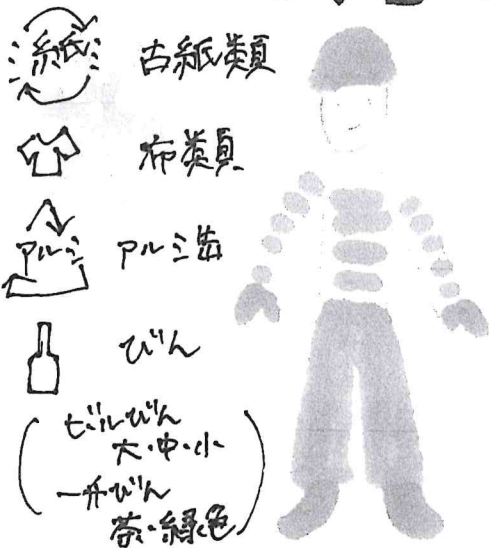 紙
古紙類
布類
アルミ
アルミ缶
びん
(ビールびん
大・中・小
一升びん
茶・緑色)